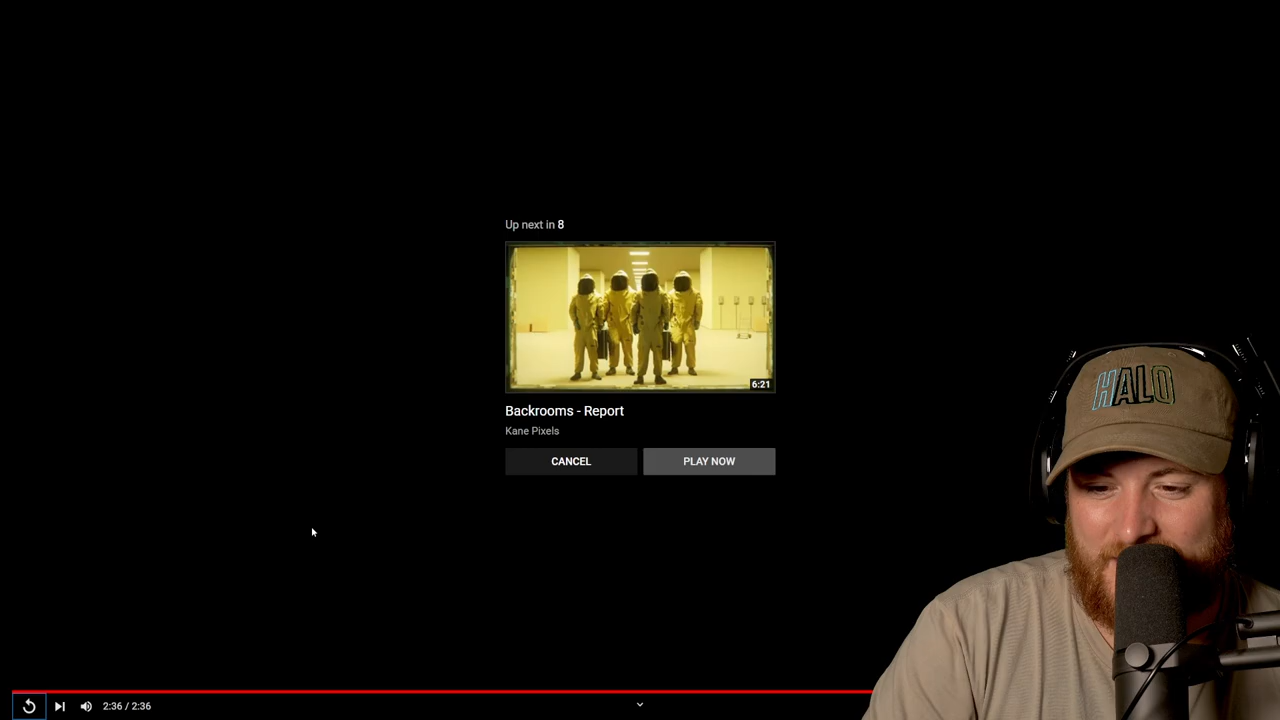 Up next in 8
6:21
Backrooms - Report
Kane Pixels
CANCEL
PLAY NOW
HALO
2:36 / 2:36